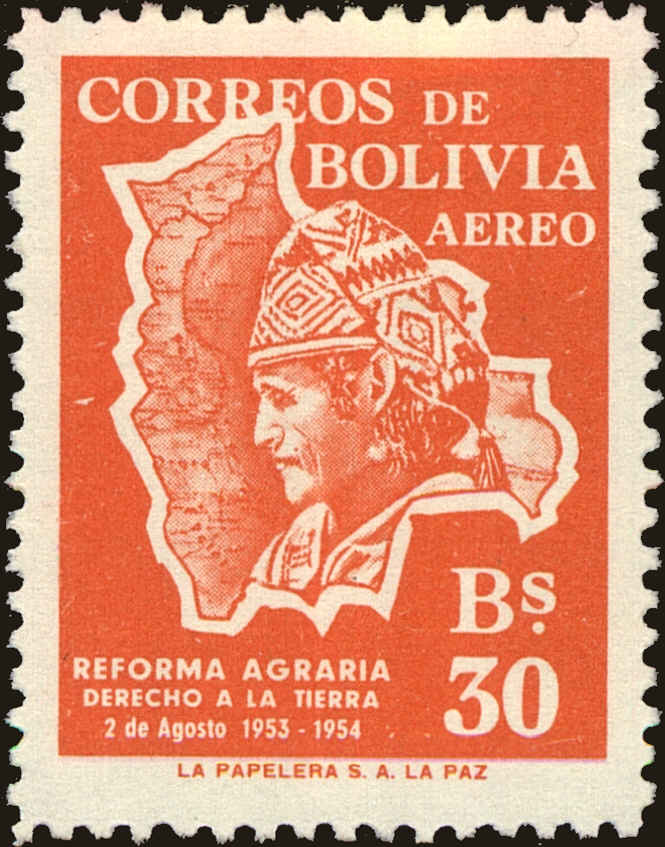 CORREOS DE
BOLIVIA
AEREO
Bs.
30
REFORMA AGRARIA
DERECHO A LA TIERRA
2 de Agosto 1953 - 1954
LA PAPELERA S. A. LA PAZ